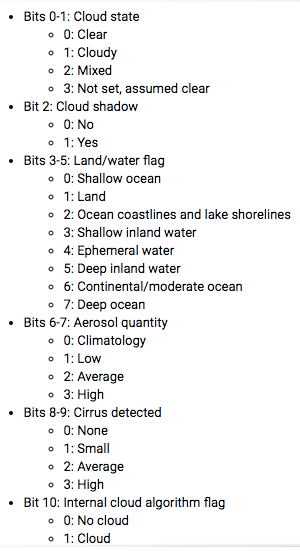 Bits 0-1: Cloud state
0: Clear
1: Cloudy
2: Mixed
3: Not set, assumed clear
Bit 2: Cloud shadow
0: No
1: Yes
Bits 3-5: Land/water flag
0: Shallow ocean
1: Land
2: Ocean coastlines and lake shorelines
3: Shallow inland water
4: Ephemeral water
5: Deep inland water
6: Continental/moderate ocean
7: Deep ocean
Bits 6-7: Aerosol quantity
0: Climatology
1: Low
2: Average
3: High
Bits 8-9: Cirrus detected
0: None
1: Small
2: Average
3: High
Bit 10: Internal cloud algorithm flag
0: No cloud
1: Cloud